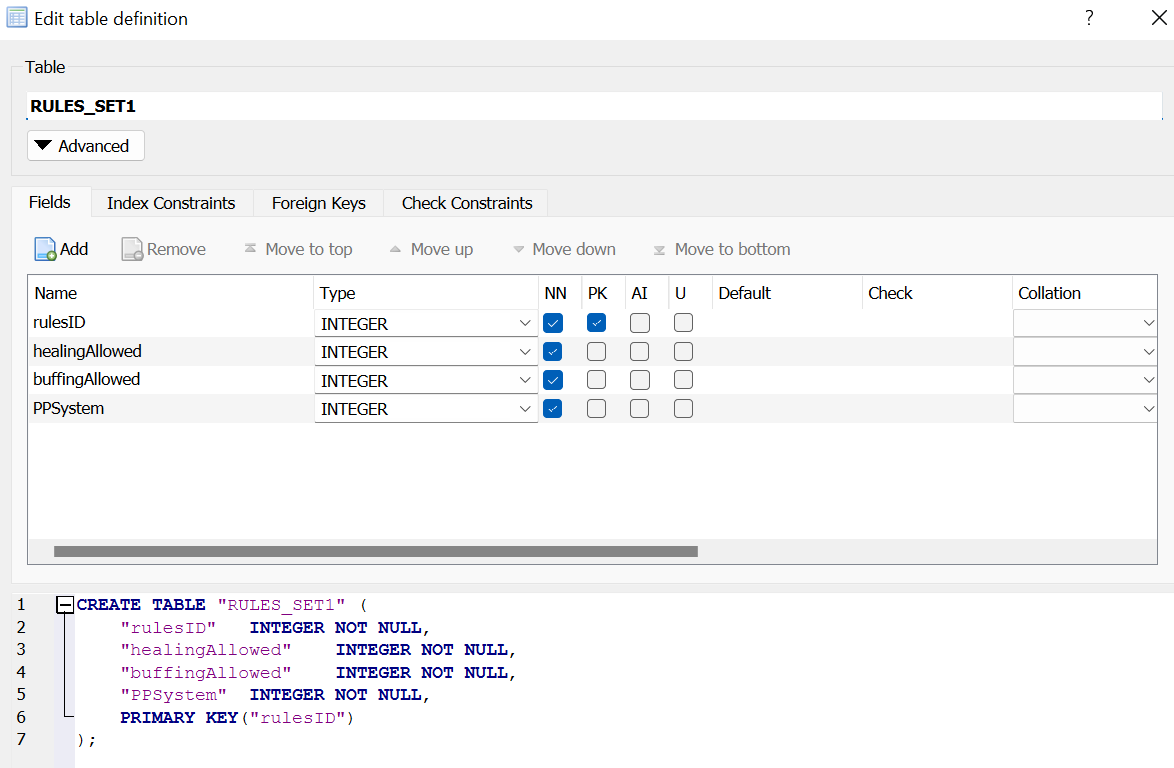 Edit table definition ?
Table
RULES_SET1
Advanced
Fields Index Constraints Foreign Keys Check Constraints
Add Remove Move to top Move up Move down Move to bottom
Name Type NN PK AI U Default Check Collation
rulesID INTEGER
healingAllowed INTEGER
buffingAllowed INTEGER
PPSystem INTEGER
1 CREATE TABLE "RULES_SET1" (
2 "rulesID" INTEGER NOT NULL,
3 "healingAllowed" INTEGER NOT NULL,
4 "buffingAllowed" INTEGER NOT NULL,
5 "PPSystem" INTEGER NOT NULL,
6 PRIMARY KEY("rulesID")
7 );